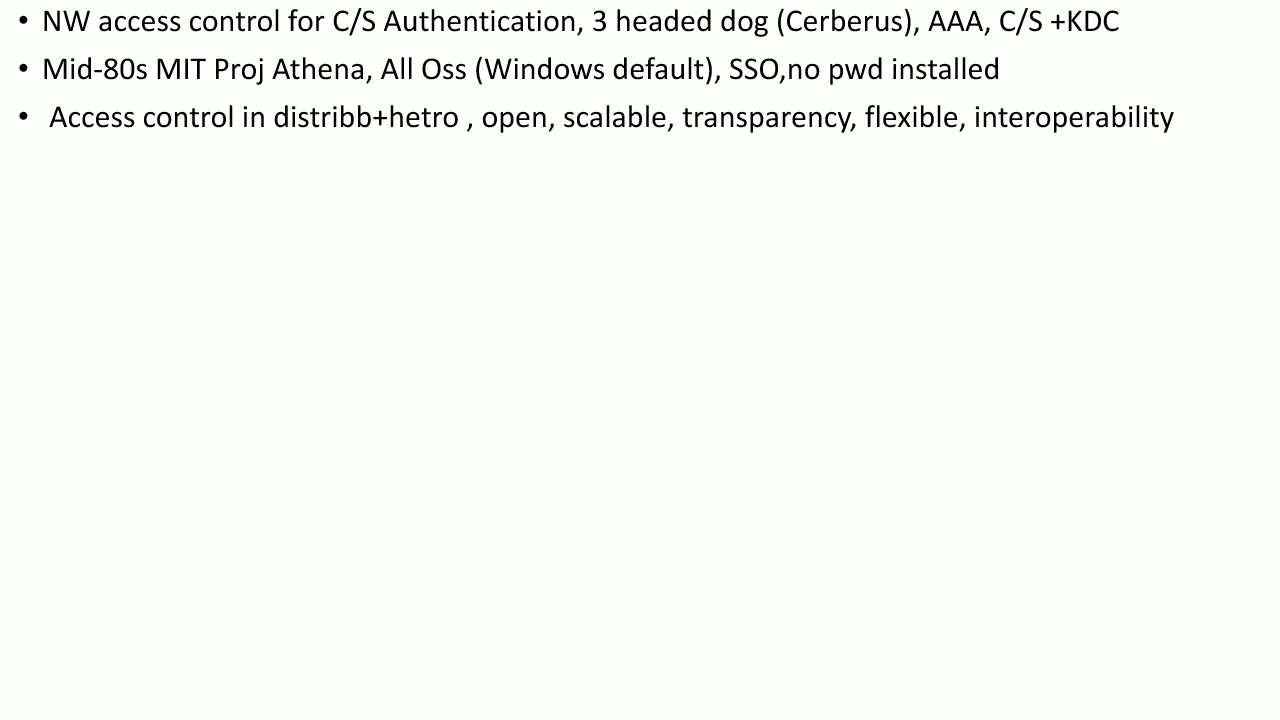 • NW access control for C/S Authentication, 3 headed dog (Cerberus), AAA, C/S +KDC
• Mid-80s MIT Proj Athena, All Oss (Windows default), SSO,no pwd installed
• Access control in distribb+hetro , open, scalable, transparency, flexible, interoperability